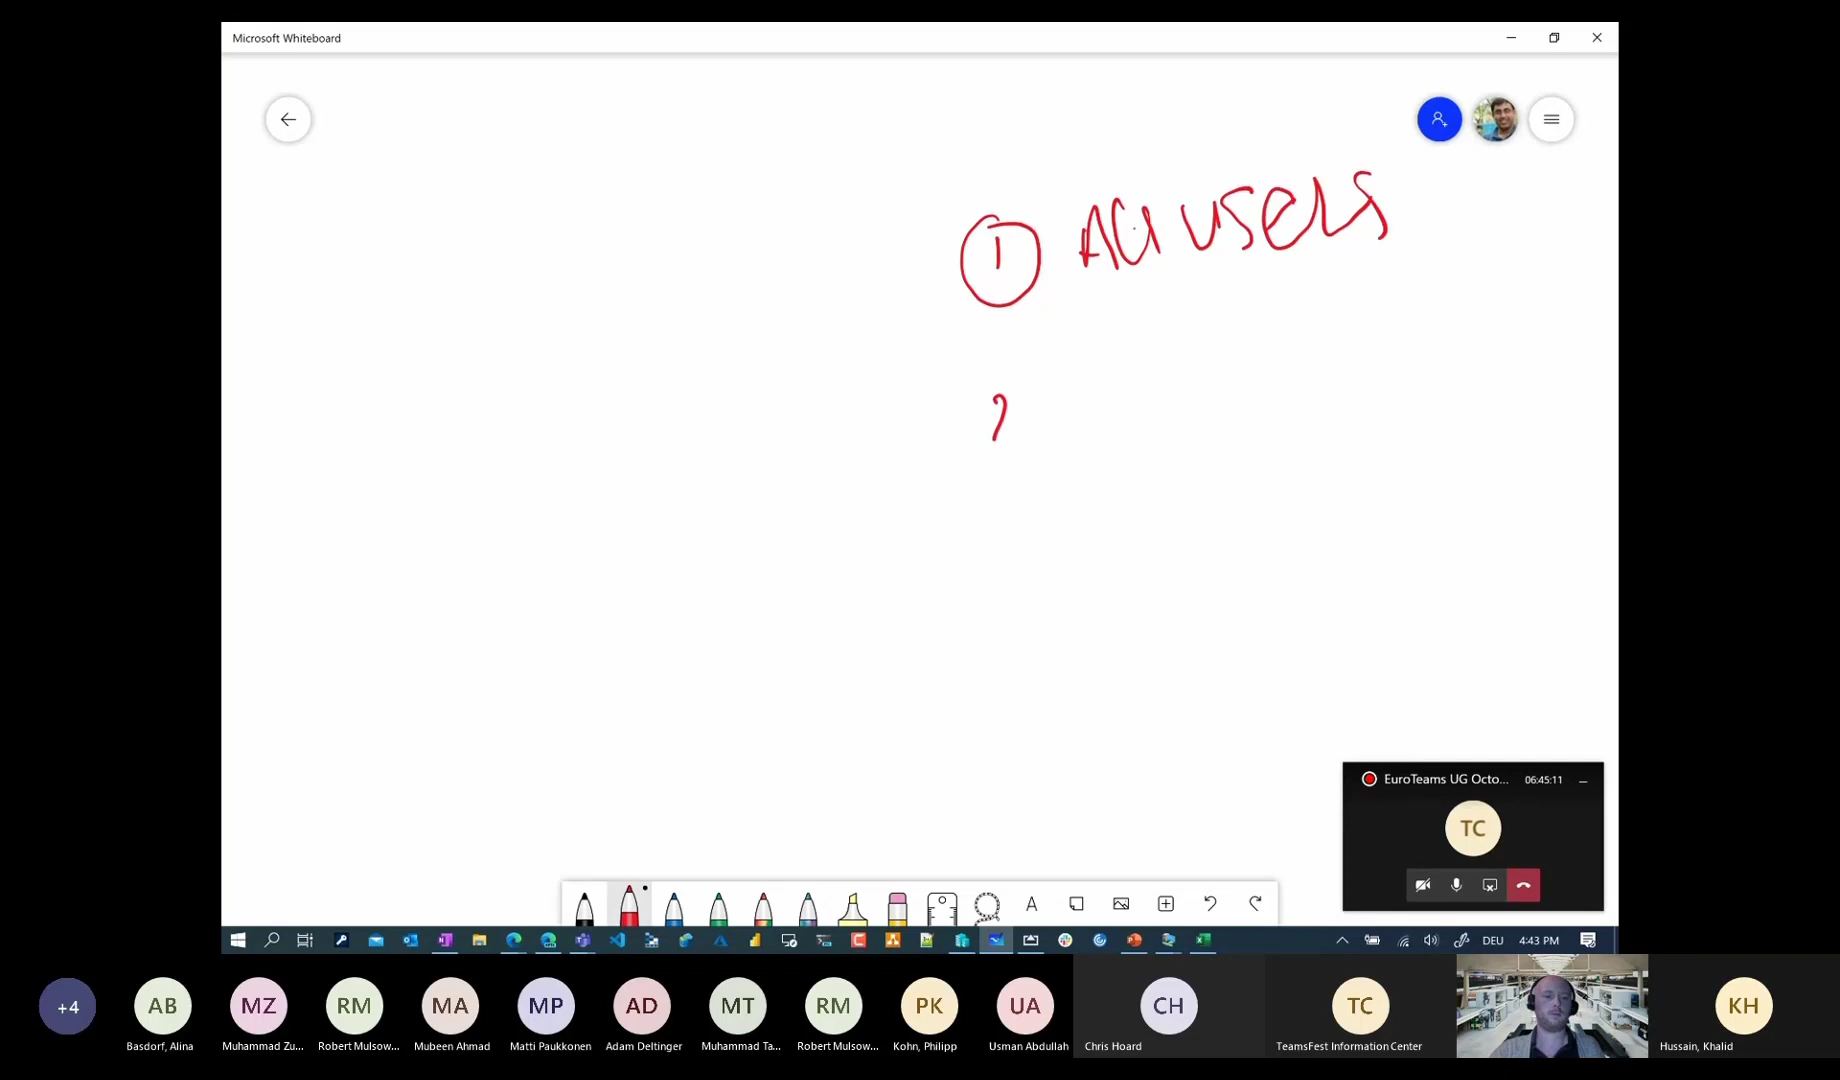 Microsoft Whiteboard
1 users
EuroTeams UG Octo... 06:45:11
TC
A
DEU 4:43 PM
+4 AB MZ RM MA MP AD MT RM PK UA CH TC KH
Basdorf, Alina Muhammad Zu... Robert Mulsow... Mubeen Ahmad Matti Paukkonen Adam Deltinger Muhammad Ta... Robert Mulsow... Kohn, Philipp Usman Abdullah Chris Hoard TeamsFest Information Center Hussain, Khalid